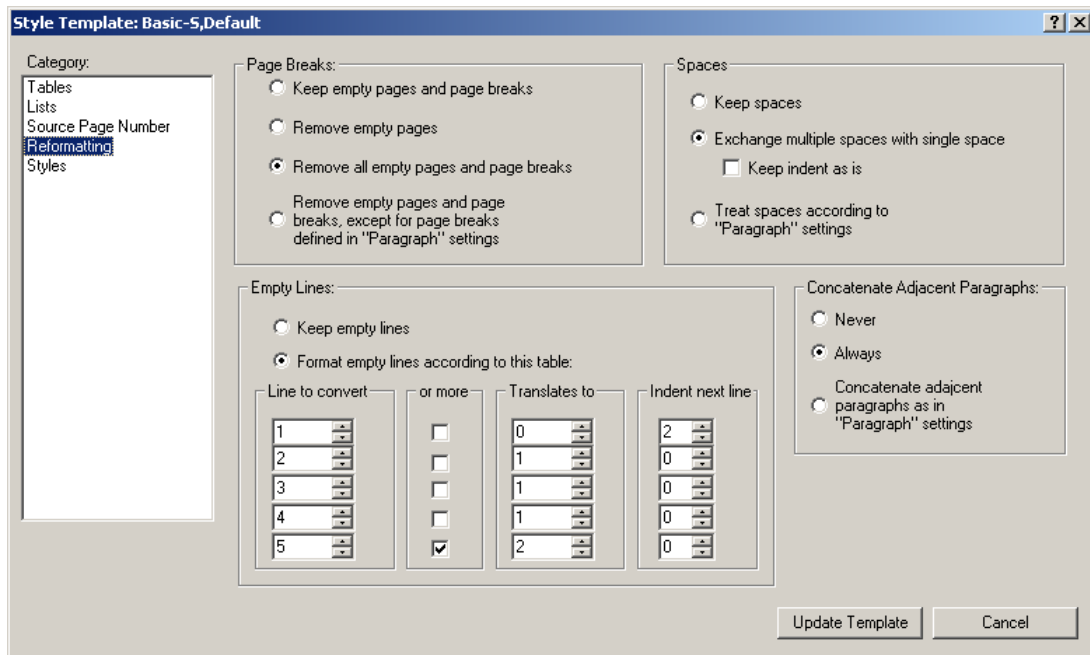 Style Template: Basic-S,Default
Category:
Tables
Lists
Source Page Number
Reformatting
Styles
Page Breaks:
Keep empty pages and page breaks
Remove empty pages
Remove all empty pages and page breaks
Remove empty pages and page
breaks, except for page breaks
defined in "Paragraph" settings
Spaces
Keep spaces
Exchange multiple spaces with single space
Keep indent as is
Treat spaces according to
"Paragraph" settings
Empty Lines:
Keep empty lines
Format empty lines according to this table:
Line to convert or more Translates to Indent next line
1 0 2
2 1 0
3 1 0
4 1 0
5 2 0
Concatenate Adjacent Paragraphs:
Never
Always
Concatenate adajcent
paragraphs as in
"Paragraph" settings
Update Template Cancel